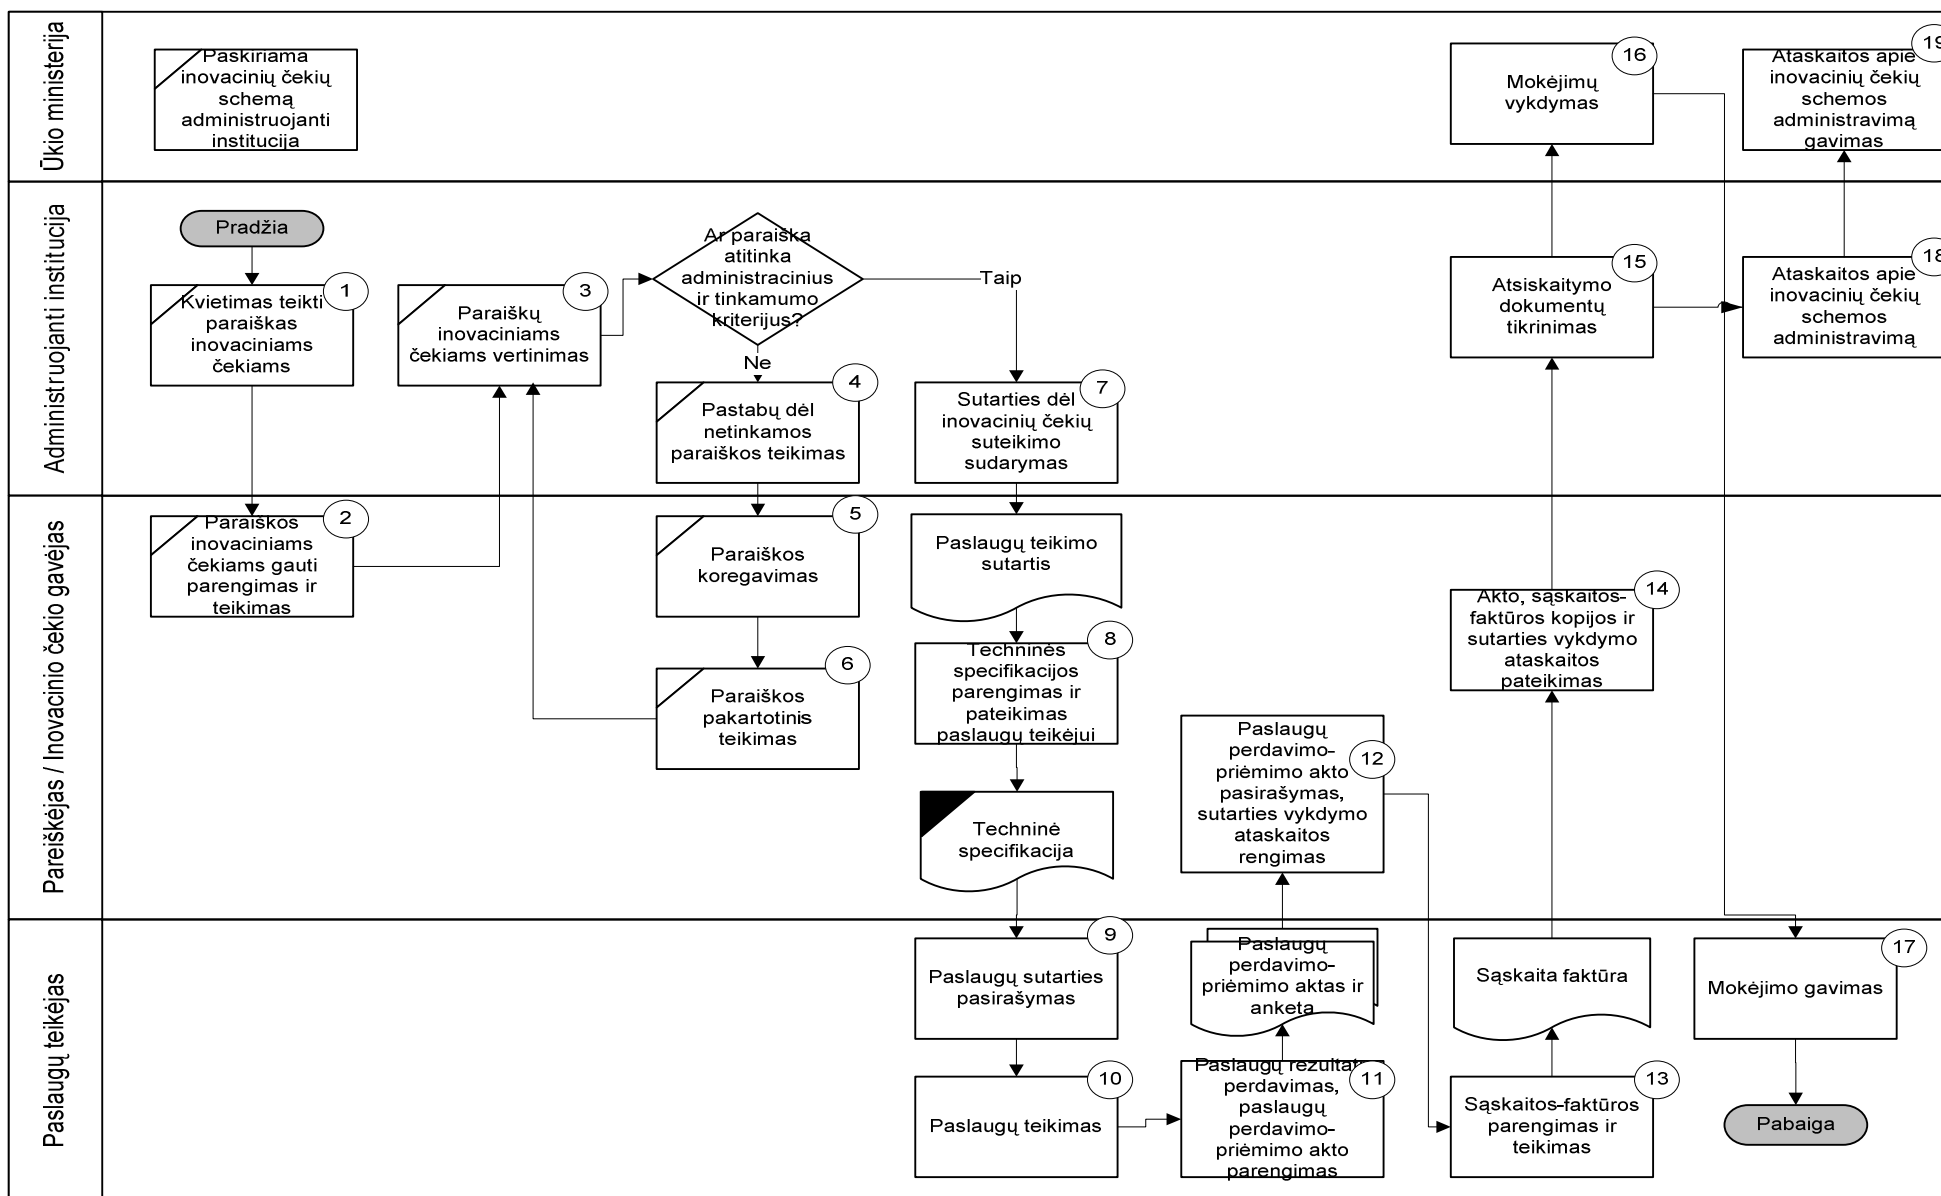 Ūkio ministerija
Paskiriama
inovacinių čekių
schemą
administruojanti
institucija
16
Mokėjimų
vykdymas
19
Ataskaitos apie
inovacinių čekių
schemos
administravimą
gavimas
Administruojanti institucija
Pradžia
1
Kvietimas teikti
paraiškas
inovaciniams
čekiams
3
Paraiškų
inovaciniams
čekiams vertinimas
Ar paraiška
atitinka
administracinius
ir tinkamumo
kriterijus?
Taip
Ne
4
Pastabų dėl
netinkamos
paraiškos teikimas
7
Sutarties dėl
inovacinių čekių
suteikimo
sudarymas
15
Atsiskaitymo
dokumentų
tikrinimas
18
Ataskaitos apie
inovacinių čekių
schemos
administravimą
Pareiškėjas / Inovacinio čekio gavėjas
2
Paraiškos
inovaciniams
čekiams gauti
parengimas ir
teikimas
5
Paraiškos
koregavimas
6
Paraiškos
pakartotinis
teikimas
Paslaugų teikimo
sutartis
8
Techninės
specifikacijos
parengimas ir
pateikimas
paslaugų teikėjui
Techninė
specifikacija
12
Paslaugų
perdavimo-
priėmimo akto
pasirašymas,
sutarties vykdymo
ataskaitos
rengimas
14
Akto, sąskaitos-
faktūros kopijos ir
sutarties vykdymo
ataskaitos
pateikimas
Paslaugų teikėjas
9
Paslaugų sutarties
pasirašymas
10
Paslaugų teikimas
Paslaugų
perdavimo-
priėmimo aktas ir
anketa
11
Paslaugų rezultatų
perdavimas,
paslaugų
perdavimo-
priėmimo akto
parengimas
Sąskaita faktūra
13
Sąskaitos-faktūros
parengimas ir
teikimas
17
Mokėjimo gavimas
Pabaiga